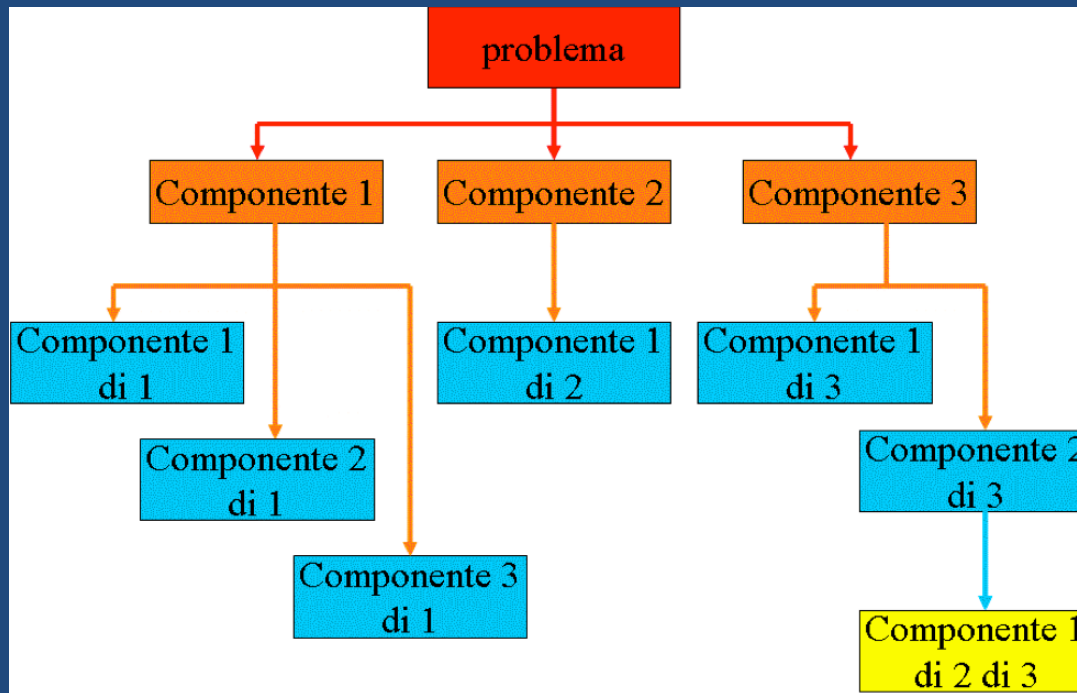 problema
Componente 1
Componente 2
Componente 3
Componente 1
di 1
Componente 1
di 2
Componente 1
di 3
Componente 2
di 1
Componente 2
di 3
Componente 3
di 1
Componente 1
di 2 di 3